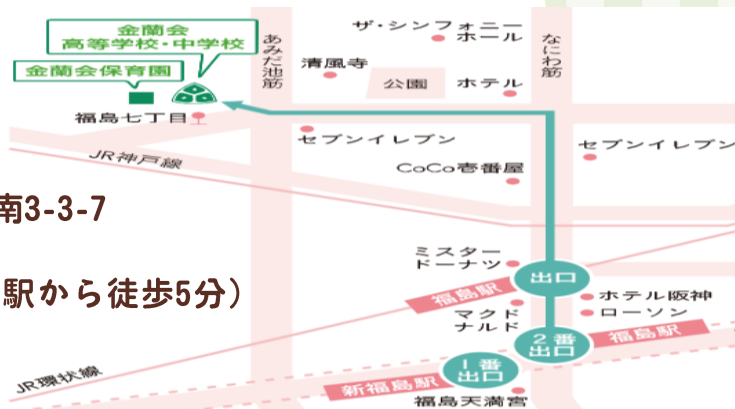 金蘭会
高等学校・中学校
金蘭会保育園
福島七丁目
あみだ池筋
清風寺
ザ・シンフォニー
ホール
公園
ホテル
なにわ筋
セブンイレブン
セブンイレブン
CoCo壱番屋
JR神戸線
南3-3-7
駅から徒歩5分）
ミスター
ドーナツ
出口
福島駅
マクド
ナルド
ホテル阪神
ローソン
2番
出口
福島駅
1番
出口
新福島駅
福島天満宮
JR環状線